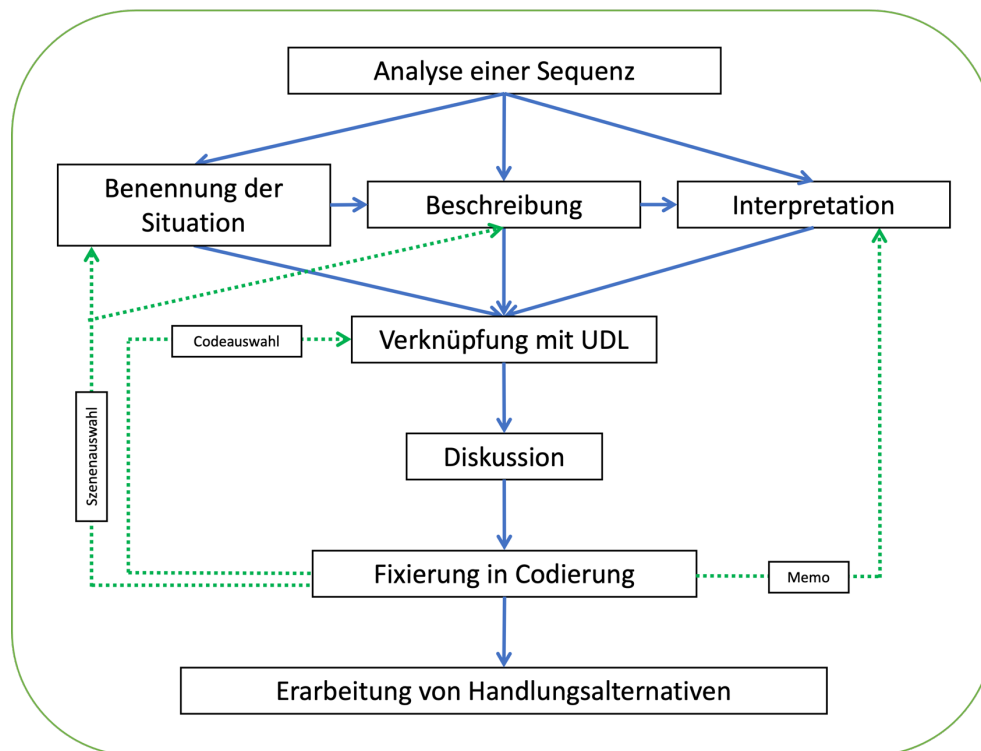 Analyse einer Sequenz
Benennung der
Situation
Beschreibung
Interpretation
Verknüpfung mit UDL
Codeauswahl
Szenenauswahl
Diskussion
Fixierung in Codierung
Memo
Erarbeitung von Handlungsalternativen